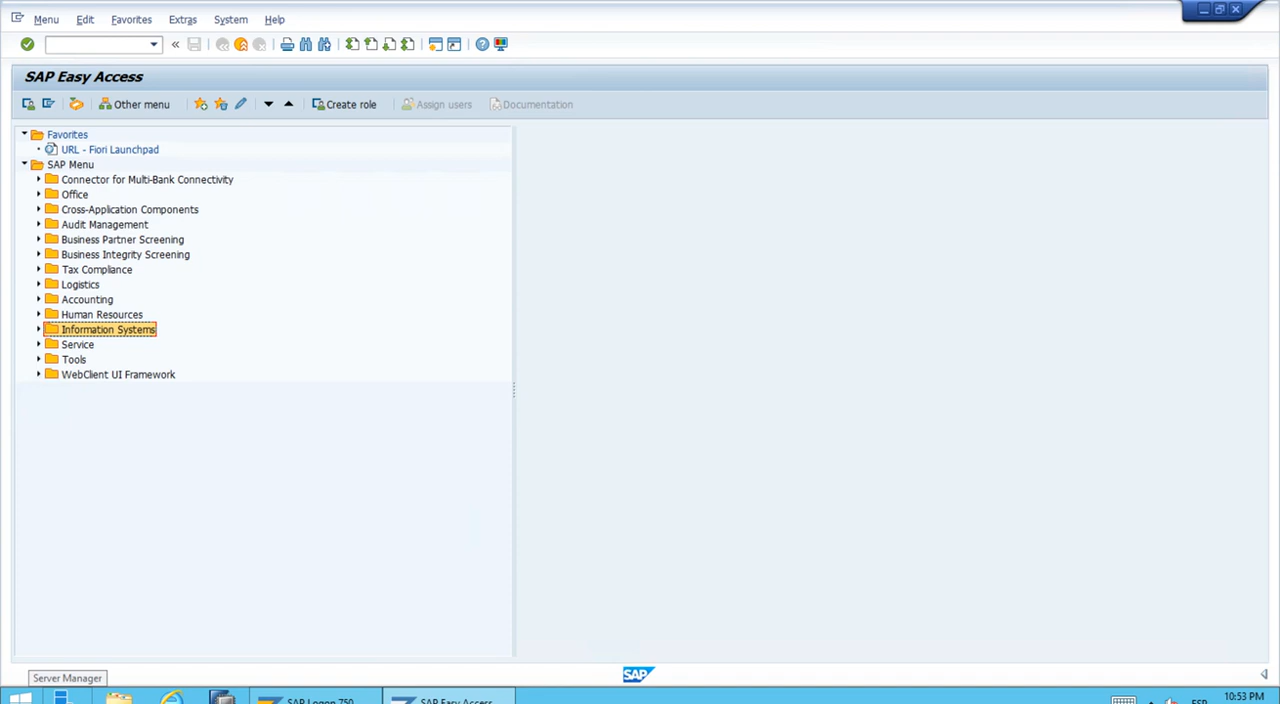 Menu Edit Favorites Extras System Help
SAP Easy Access
Other menu Create role Assign users Documentation
Favorites
URL - Fiori Launchpad
SAP Menu
Connector for Multi-Bank Connectivity
Office
Cross-Application Components
Audit Management
Business Partner Screening
Business Integrity Screening
Tax Compliance
Logistics
Accounting
Human Resources
Information Systems
Service
Tools
WebClient UI Framework
SAP
Server Manager
SAP Logon 750 SAP Easy Access ESP 10:53 PM